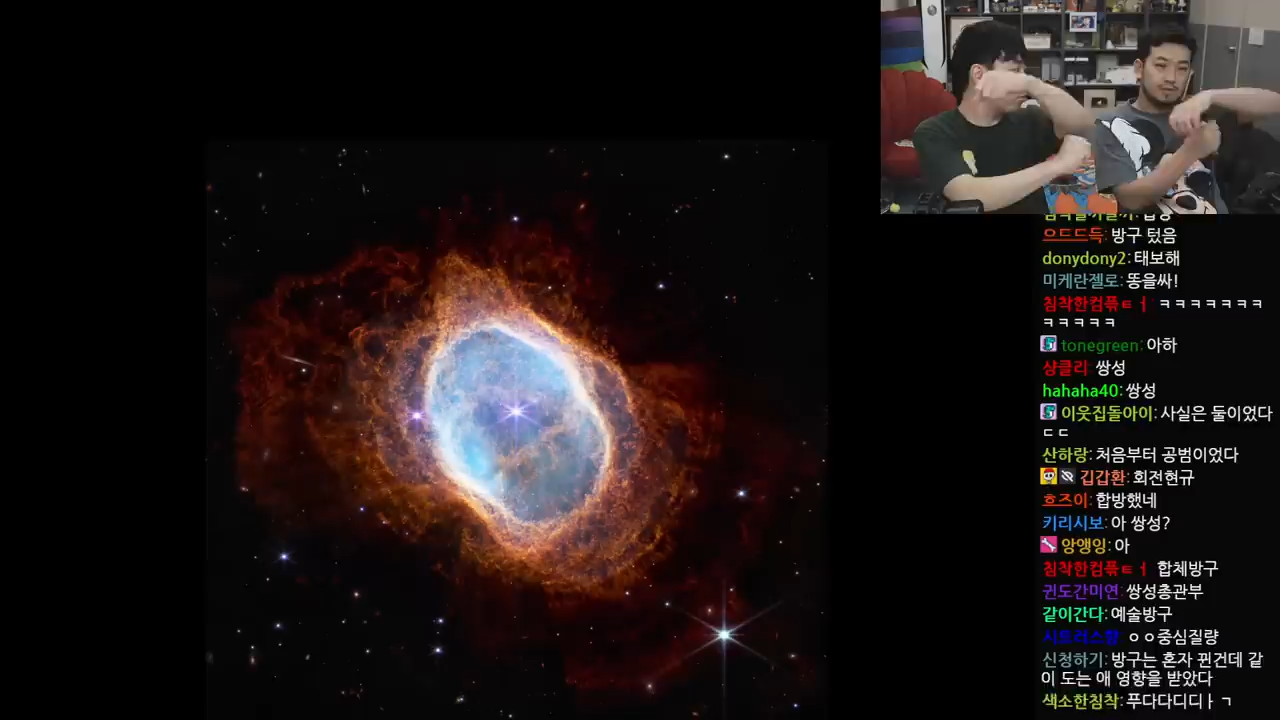 으드드득: 방구 텄음
donydony2: 태보해
미케란젤로: 똥을싸!
침착한컴퓨ㅌㅓ ㅋㅋㅋㅋㅋㅋㅋ
ㅋㅋㅋㅋㅋ
tonegreen: 아하
샹클리 쌍성
hahaha40: 쌍성
이웃집돌아이: 사실은 둘이었다
ㄷㄷ
산하랑: 처음부터 공범이었다
김갑환: 회전현규
흐즈이: 합방했네
키리시보: 아 쌍성?
앙앵잉: 아
침착한컴퓨ㅌㅓ 합체방구
귄도간미연: 쌍성총관부
같이간다: 예술방구
시트러스향 ㅇㅇ중심질량
신청하기: 방구는 혼자 뀐건데 같
이 도는 애 영향을 받았다
색소한침착: 푸다다디디ㅏㄱ